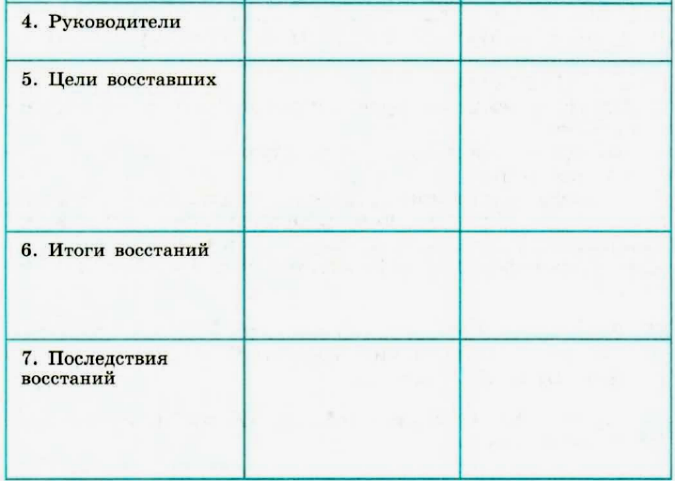 4. Руководители
5. Цели восставших
6. Итоги восстаний
7. Последствия
восстаний